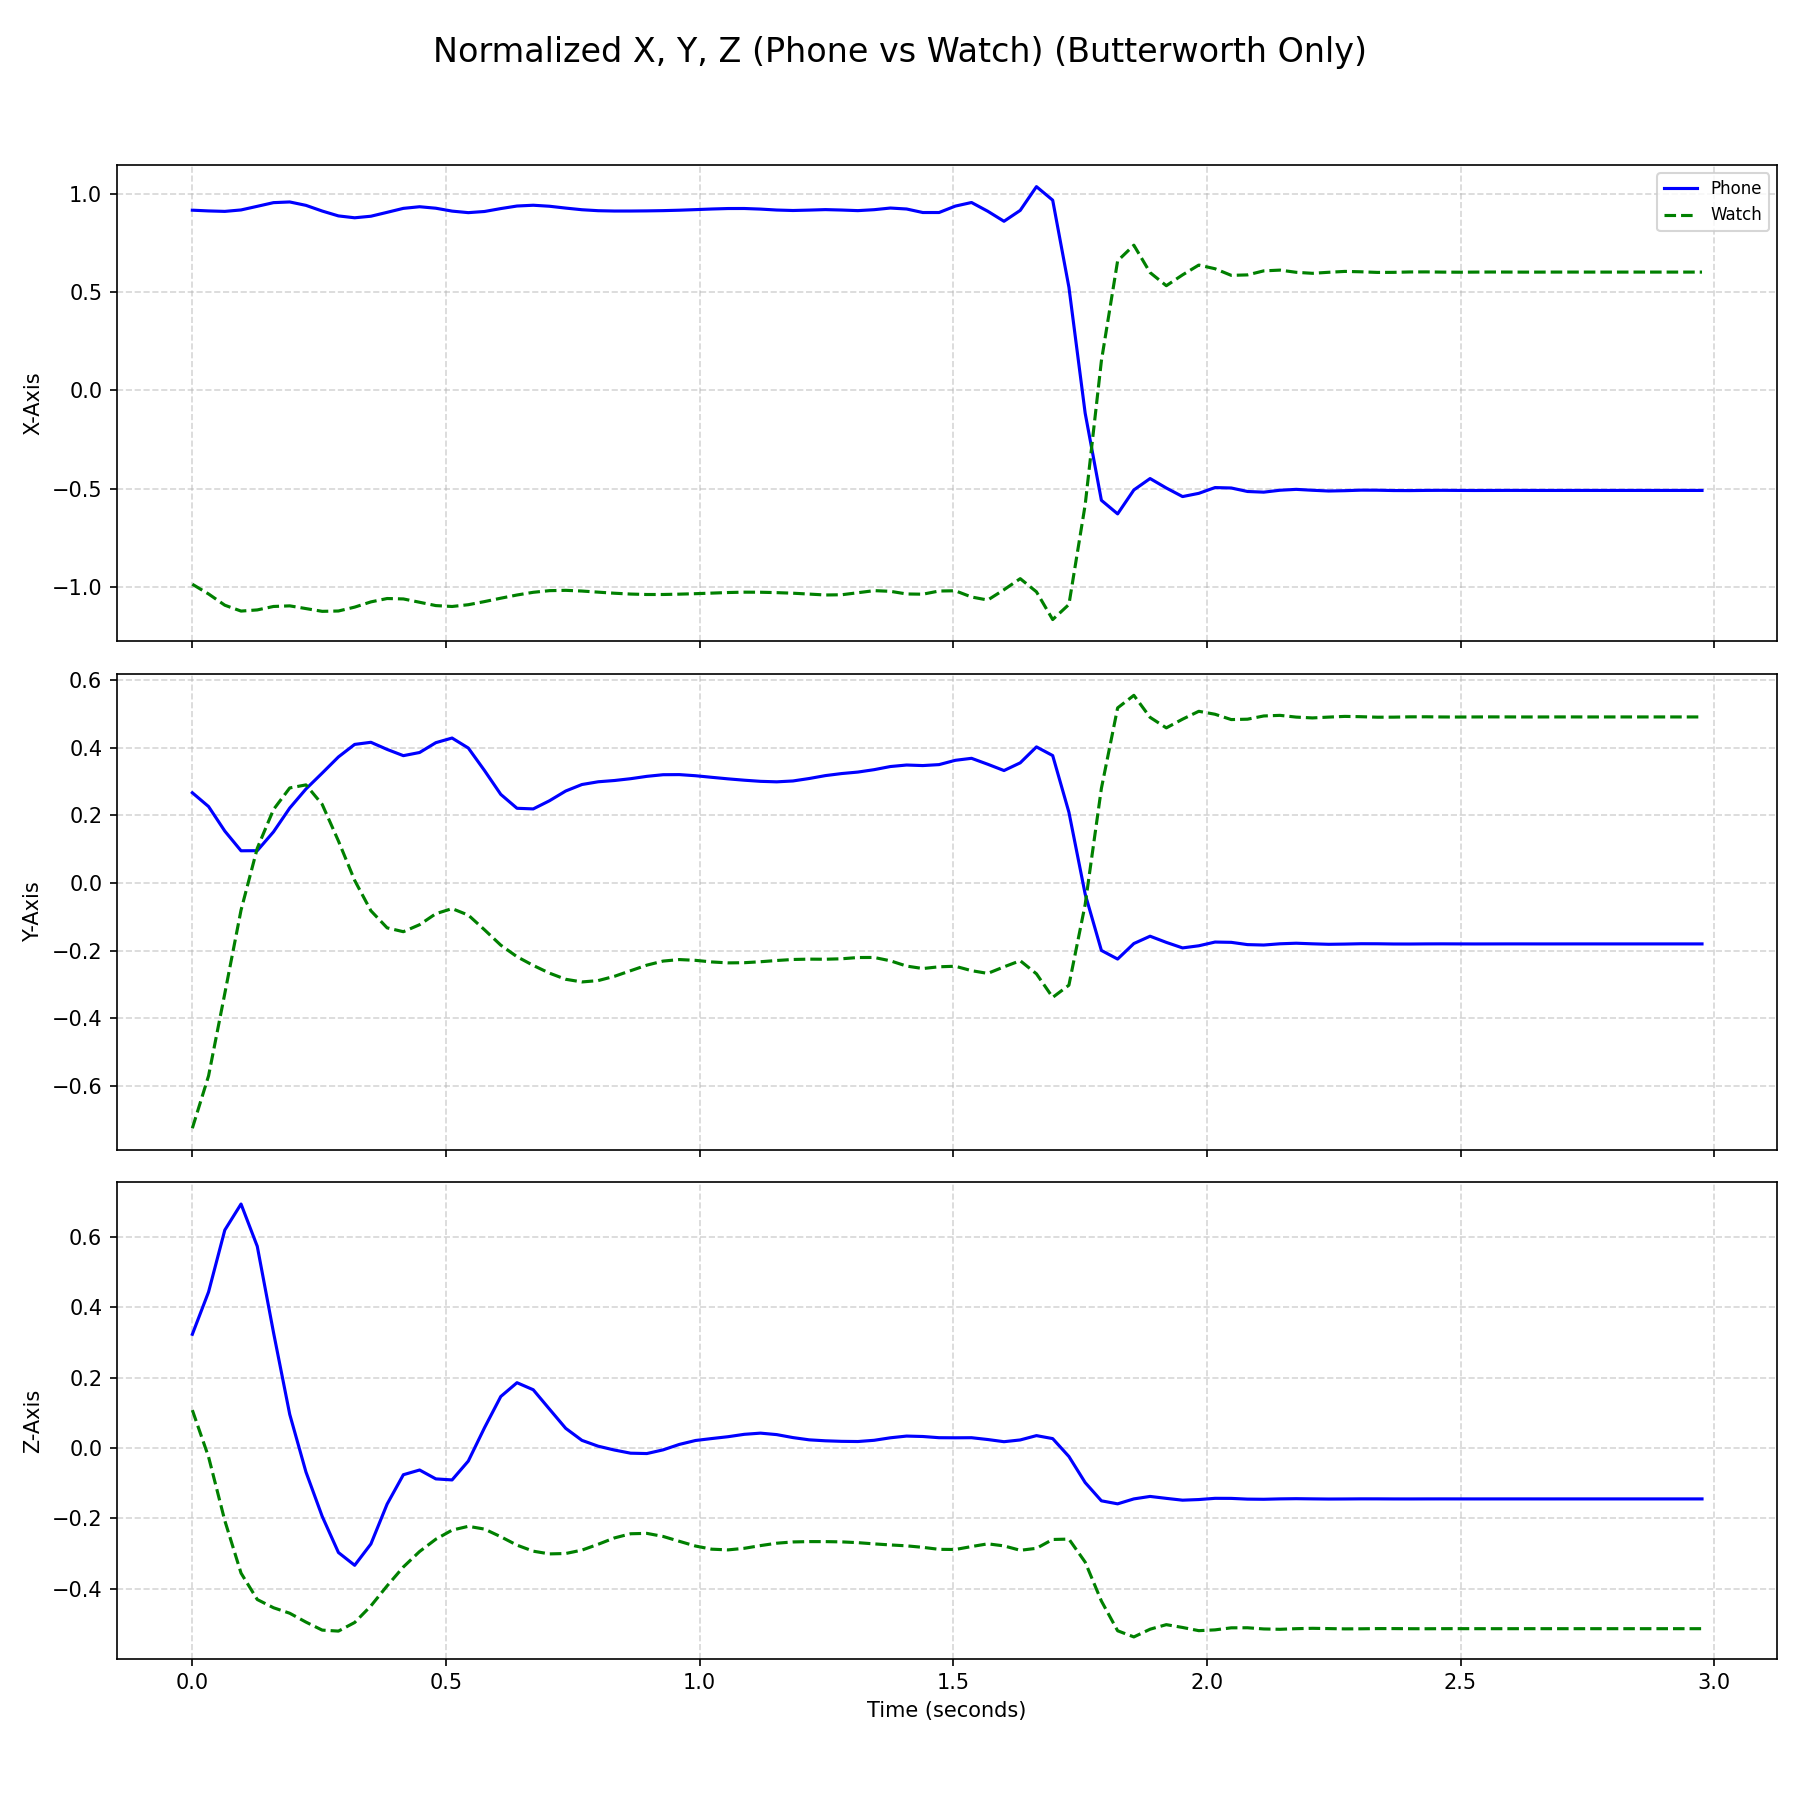 Normalized X, Y, Z (Phone vs Watch) (Butterworth Only)
Phone
Watch
1.0
0.5
0.0
−0.5
−1.0
X-Axis
0.6
0.4
0.2
0.0
−0.2
−0.4
−0.6
Y-Axis
0.6
0.4
0.2
0.0
−0.2
−0.4
Z-Axis
0.0 0.5 1.0 1.5 2.0 2.5 3.0
Time (seconds)